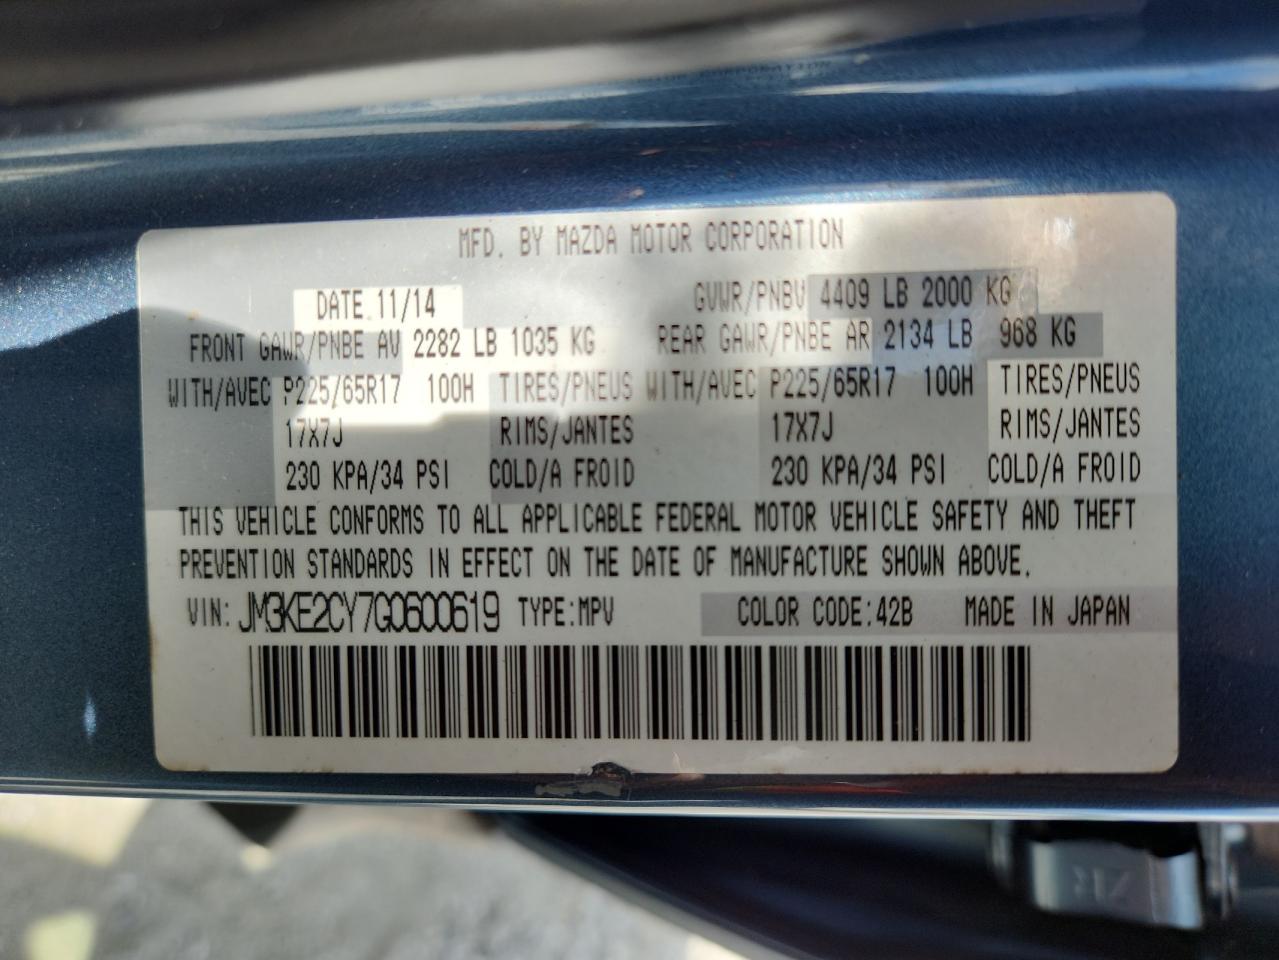 MFD. BY MAZDA MOTOR CORPORATION
DATE 11/14 GVWR/PNBV 4409 LB 2000 KG
FRONT GAWR/PNBE AV 2282 LB 1035 KG REAR GAWR/PNBE AR 2134 LB 968 KG
WITH/AVEC P225/65R17 100H TIRES/PNEUS WITH/AVEC P225/65R17 100H TIRES/PNEUS
17X7J RIMS/JANTES 17X7J RIMS/JANTES
230 KPA/34 PSI COLD/A FROID 230 KPA/34 PSI COLD/A FROID
THIS VEHICLE CONFORMS TO ALL APPLICABLE FEDERAL MOTOR VEHICLE SAFETY AND THEFT
PREVENTION STANDARDS IN EFFECT ON THE DATE OF MANUFACTURE SHOWN ABOVE.
VIN: JM3KE2CY7G0600619 TYPE:MPV COLOR CODE:42B MADE IN JAPAN